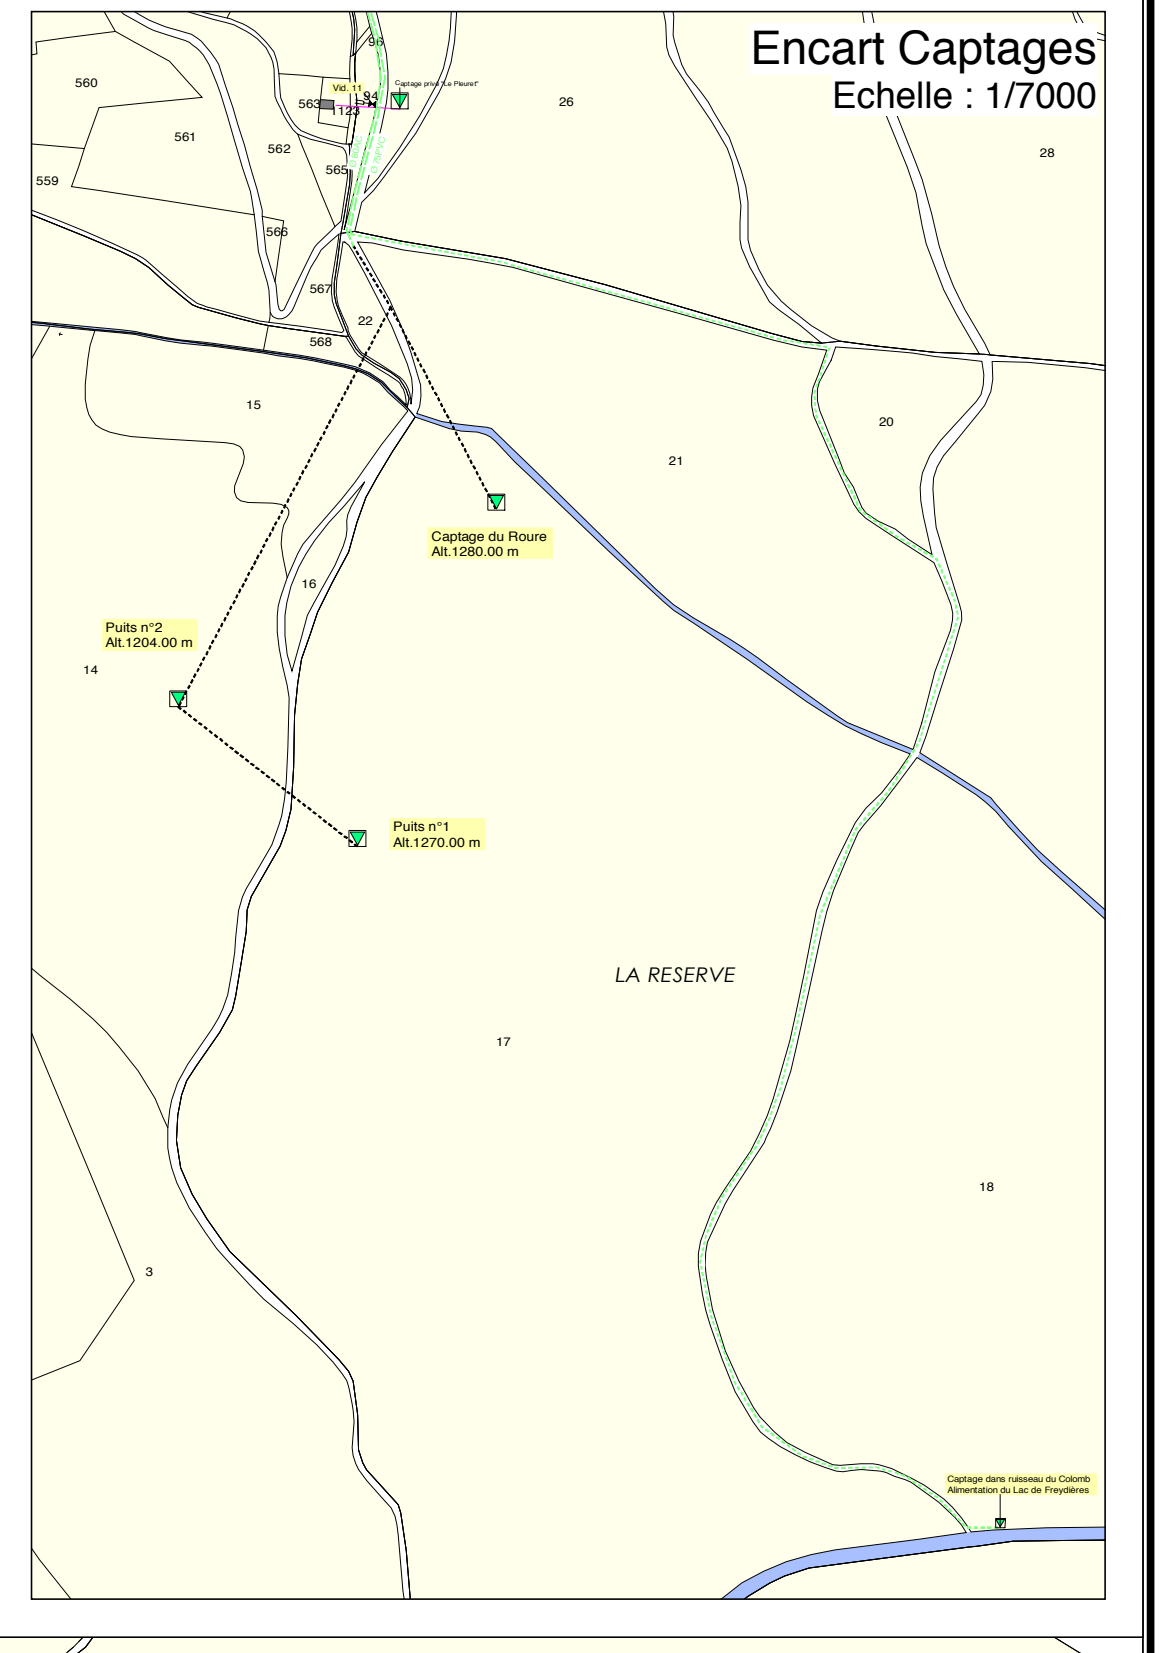 Encart Captages
Echelle : 1/7000
96
560
Captage privé "Le Pleuret"
Vid. 11
94
563
1123
26
561
562
28
Ø 80AC
Ø 75PVC
565
559
566
567
22
568
15
20
21
Captage du Roure
Alt.1280.00 m
16
Puits n°2
Alt.1204.00 m
14
Puits n°1
Alt.1270.00 m
LA RESERVE
17
18
3
Captage dans ruisseau du Colomb
Alimentation du Lac de Freydières